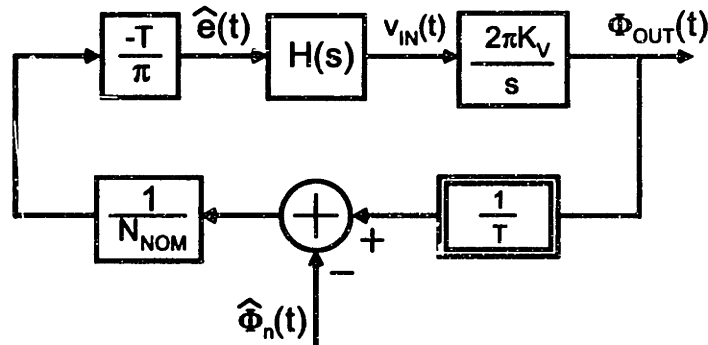 -T
π
ê(t)
H(s)
v_IN(t)
2πK_V
s
Φ_OUT(t)
1
N_NOM
+
+
−
1
T
Φ̂_n(t)